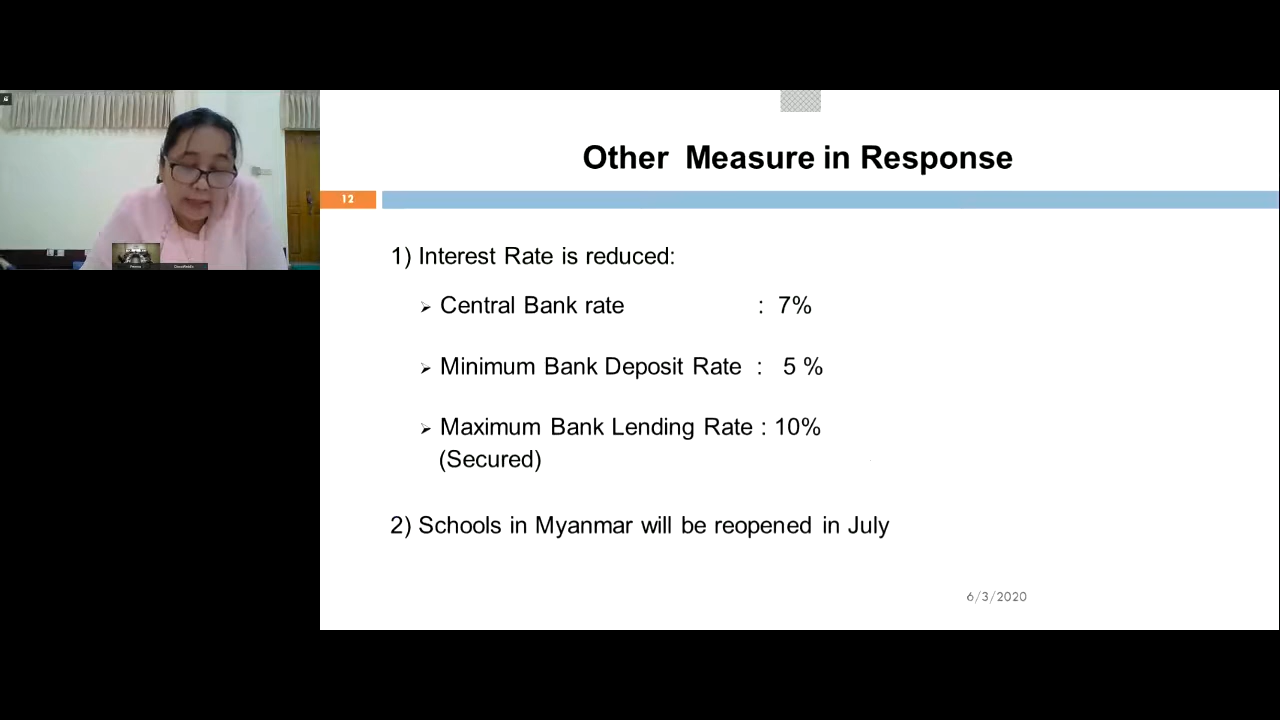 Other Measure in Response
12
1) Interest Rate is reduced:
➢ Central Bank rate : 7%
➢ Minimum Bank Deposit Rate : 5 %
➢ Maximum Bank Lending Rate : 10%
(Secured)
2) Schools in Myanmar will be reopened in July
6/3/2020